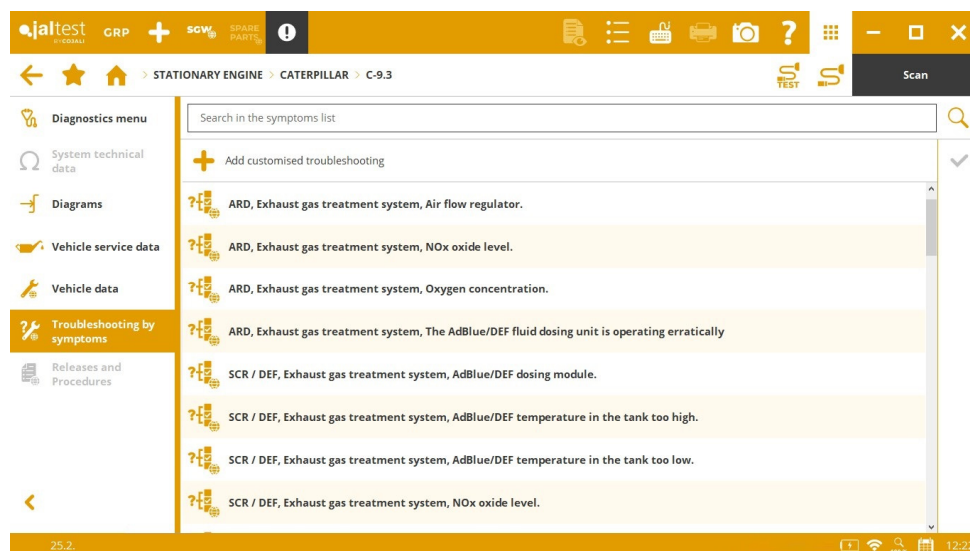 jaltest
BY COJALI
GRP
SGW
SPARE
PARTS
STATIONARY ENGINE > CATERPILLAR > C-9.3
TEST
Scan
Diagnostics menu
System technical
data
Diagrams
Vehicle service data
Vehicle data
Troubleshooting by
symptoms
Releases and
Procedures
Search in the symptoms list
Add customised troubleshooting
ARD, Exhaust gas treatment system, Air flow regulator.
ARD, Exhaust gas treatment system, NOx oxide level.
ARD, Exhaust gas treatment system, Oxygen concentration.
ARD, Exhaust gas treatment system, The AdBlue/DEF fluid dosing unit is operating erratically
SCR / DEF, Exhaust gas treatment system, AdBlue/DEF dosing module.
SCR / DEF, Exhaust gas treatment system, AdBlue/DEF temperature in the tank too high.
SCR / DEF, Exhaust gas treatment system, AdBlue/DEF temperature in the tank too low.
SCR / DEF, Exhaust gas treatment system, NOx oxide level.
25.2.